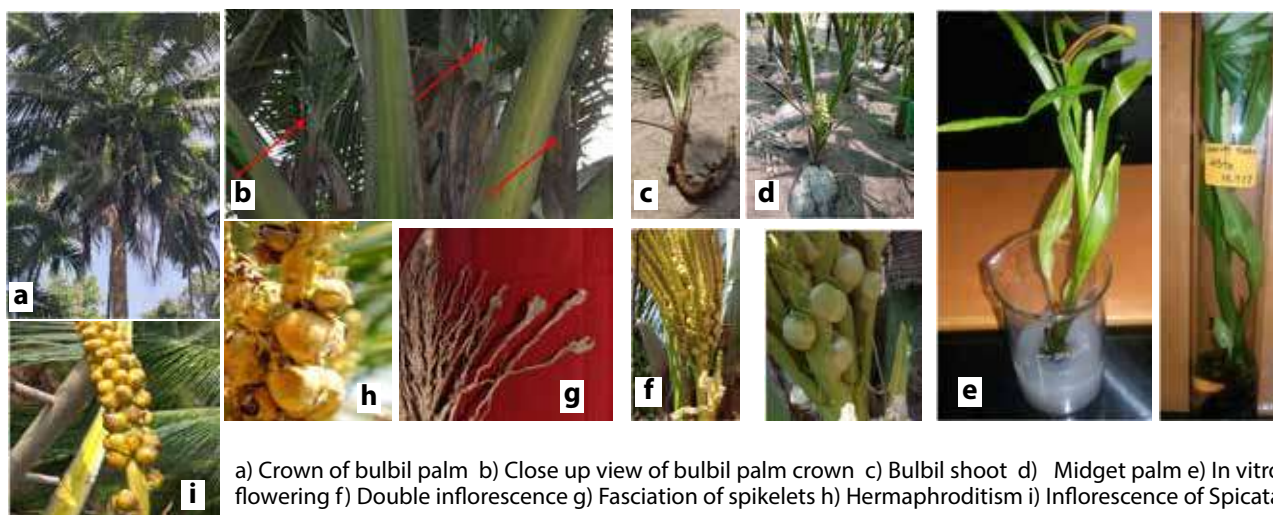 a
b
c
d
e
f
g
h
i
a) Crown of bulbil palm b) Close up view of bulbil palm crown c) Bulbil shoot d) Midget palm e) In vitro
flowering f) Double inflorescence g) Fasciation of spikelets h) Hermaphroditism i) Inflorescence of Spicata